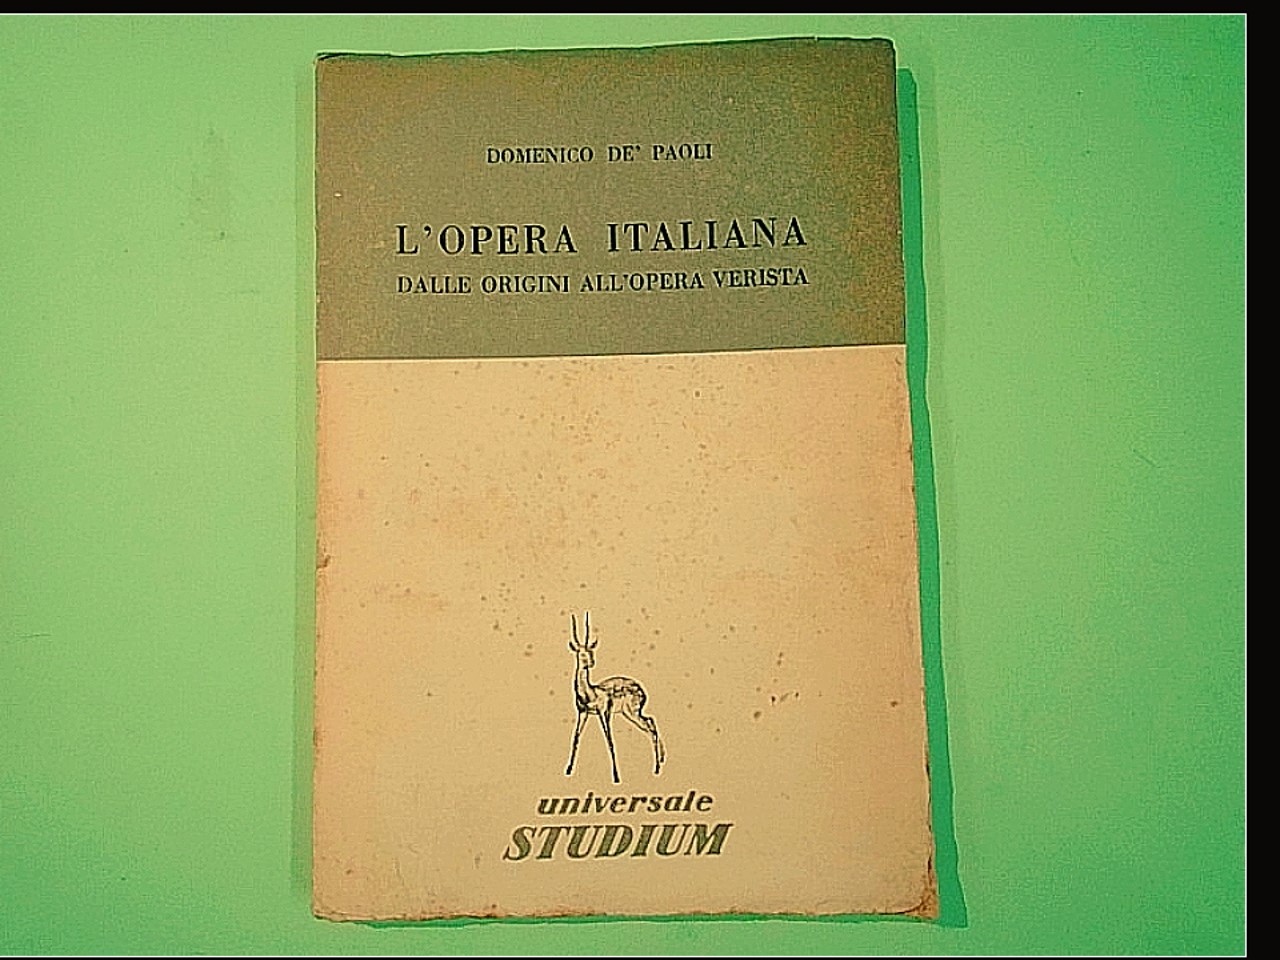 DOMENICO DE' PAOLI
L'OPERA ITALIANA
DALLE ORIGINI ALL'OPERA VERISTA
universale
STUDIUM